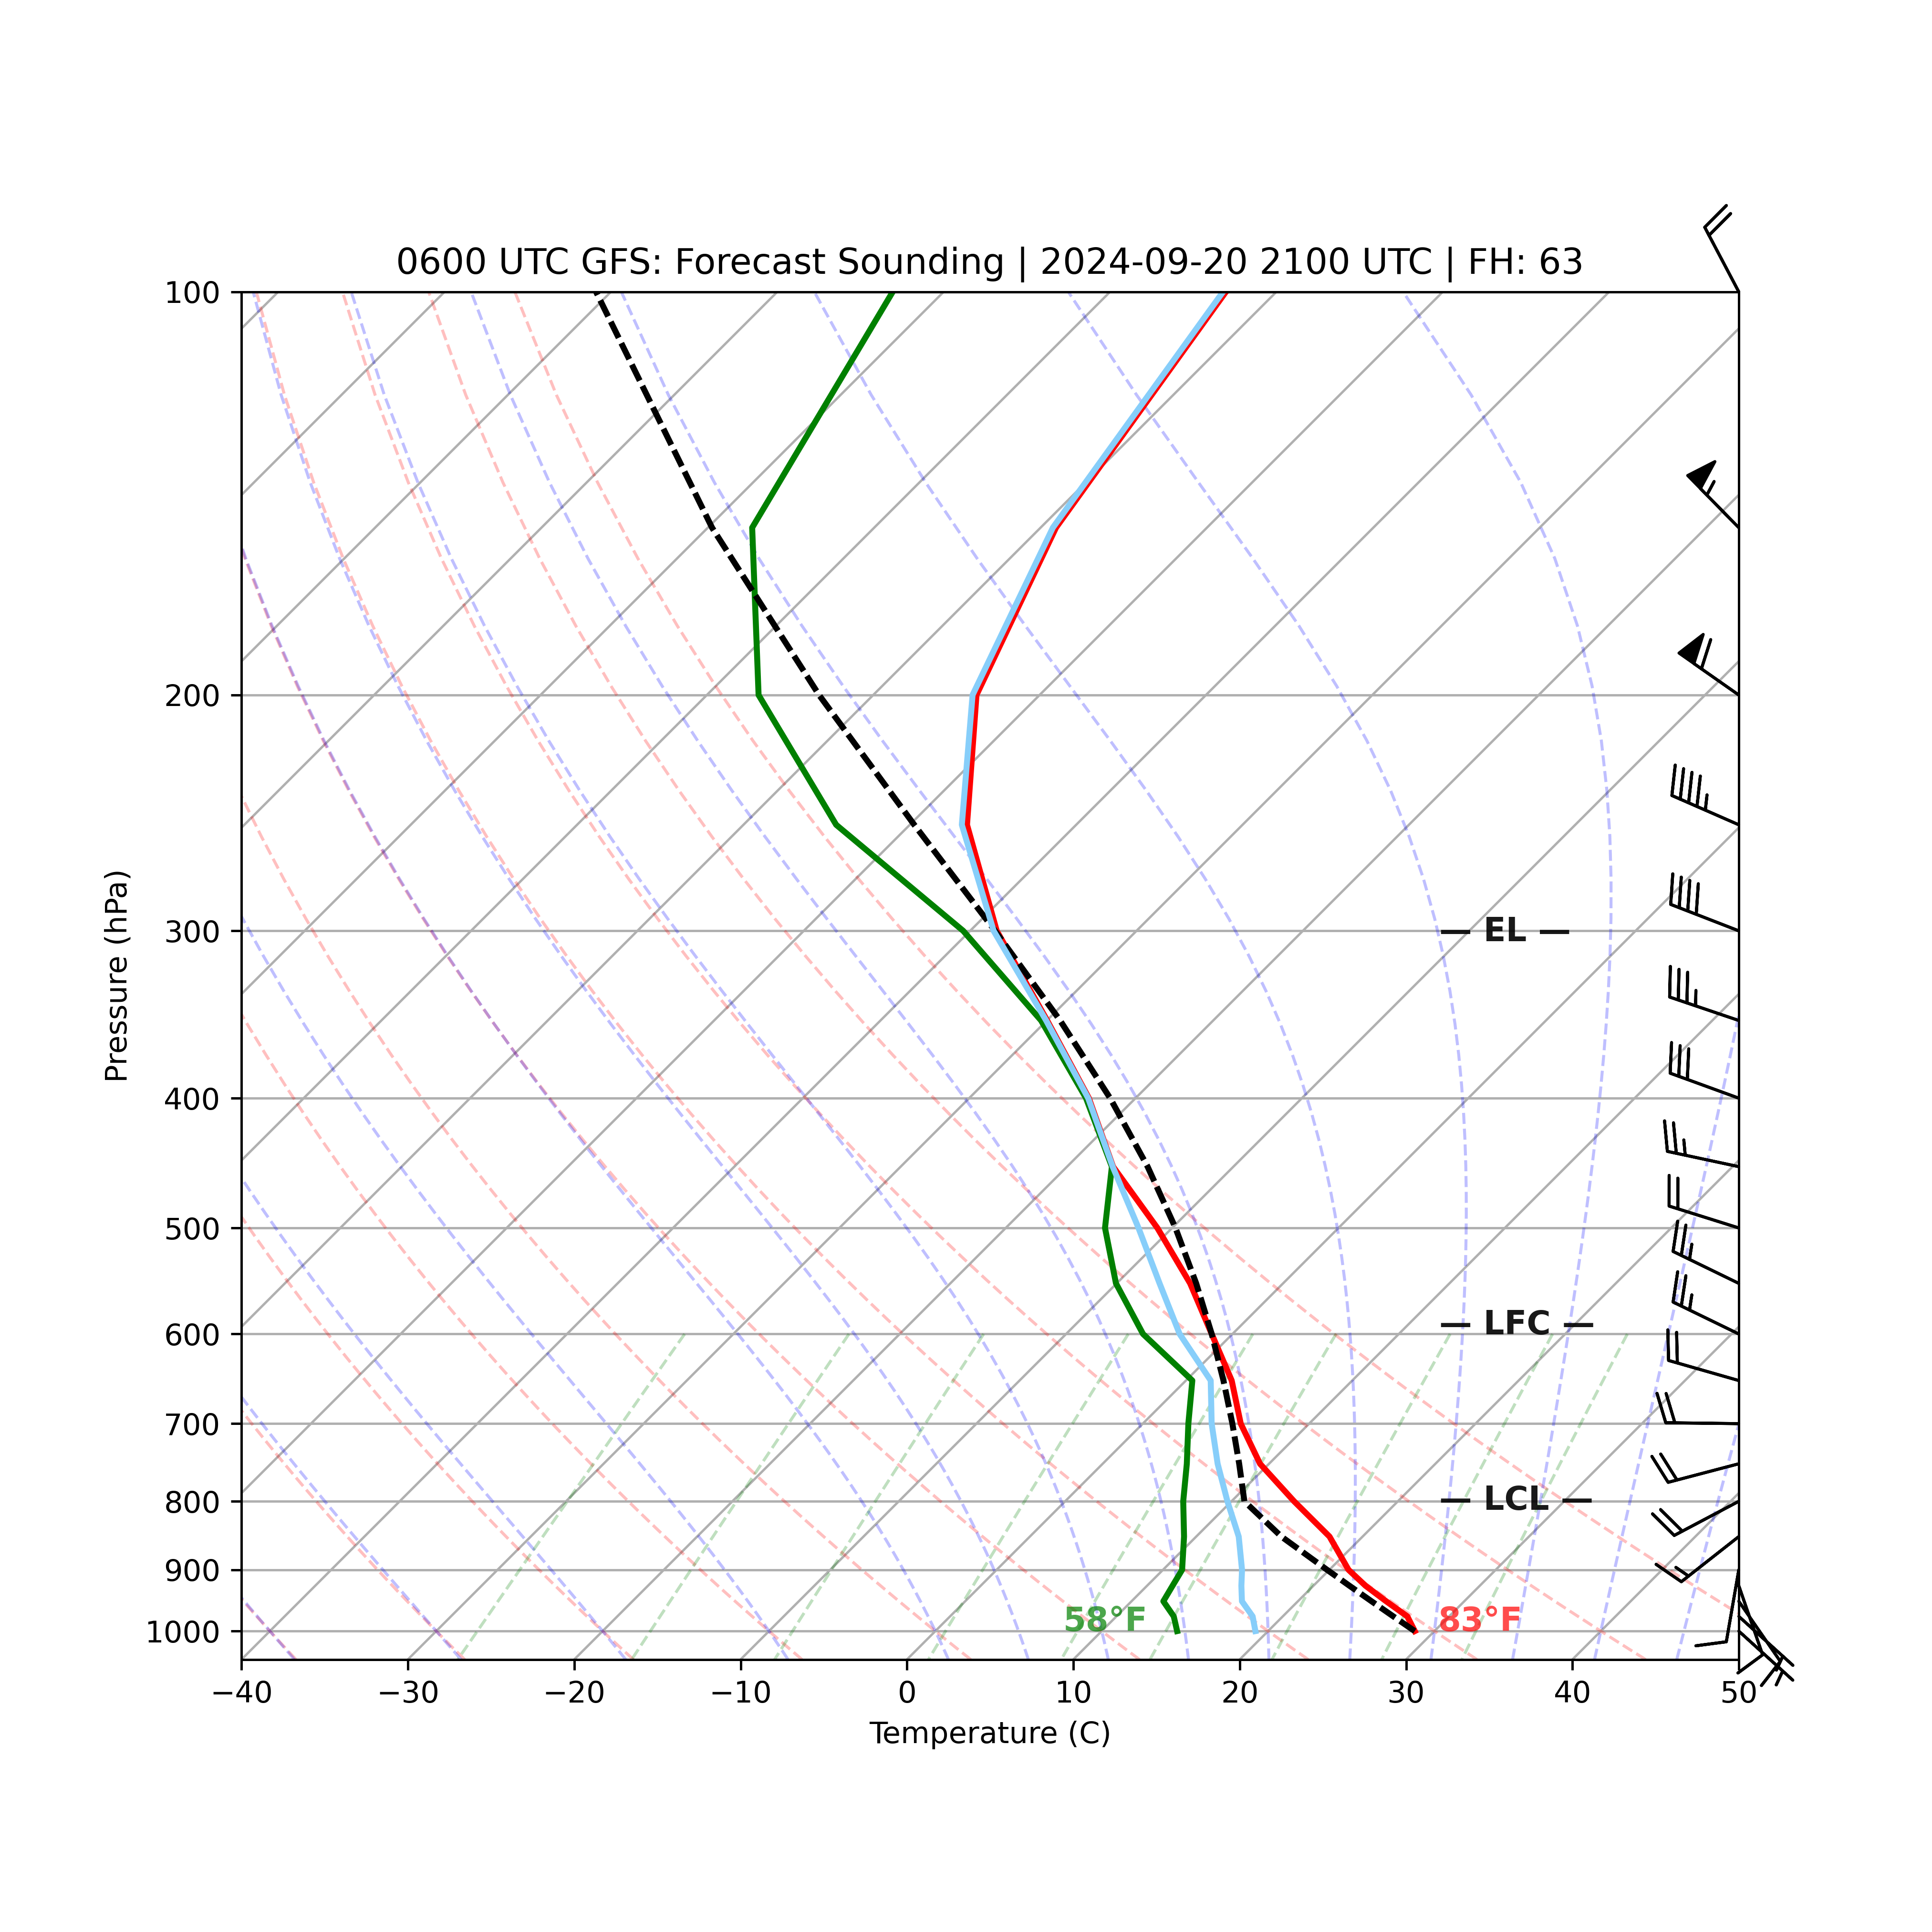 0600 UTC GFS: Forecast Sounding | 2024-09-20 2100 UTC | FH: 63
100
200
300
400
500
600
700
800
900
1000
Pressure (hPa)
— EL —
— LFC —
— LCL —
58°F
83°F
−40 −30 −20 −10 0 10 20 30 40 50
Temperature (C)